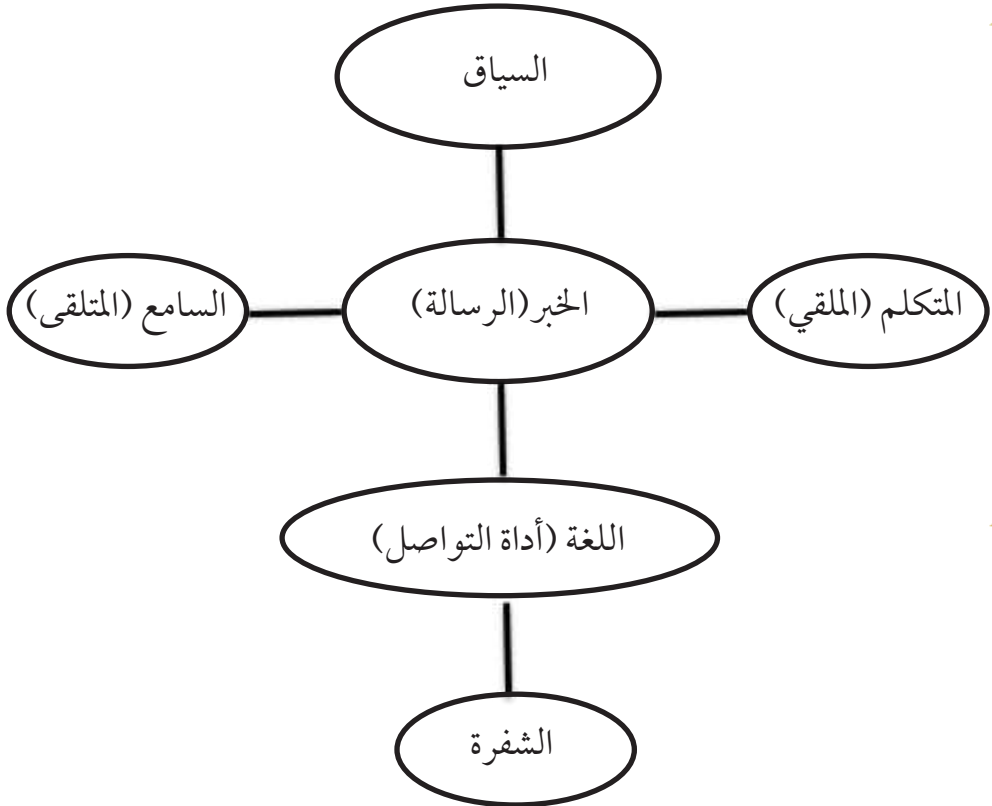 السياق
المتكلم (الملقي)
الخبر (الرسالة)
السامع (المتلقى)
اللغة (أداة التواصل)
الشفرة